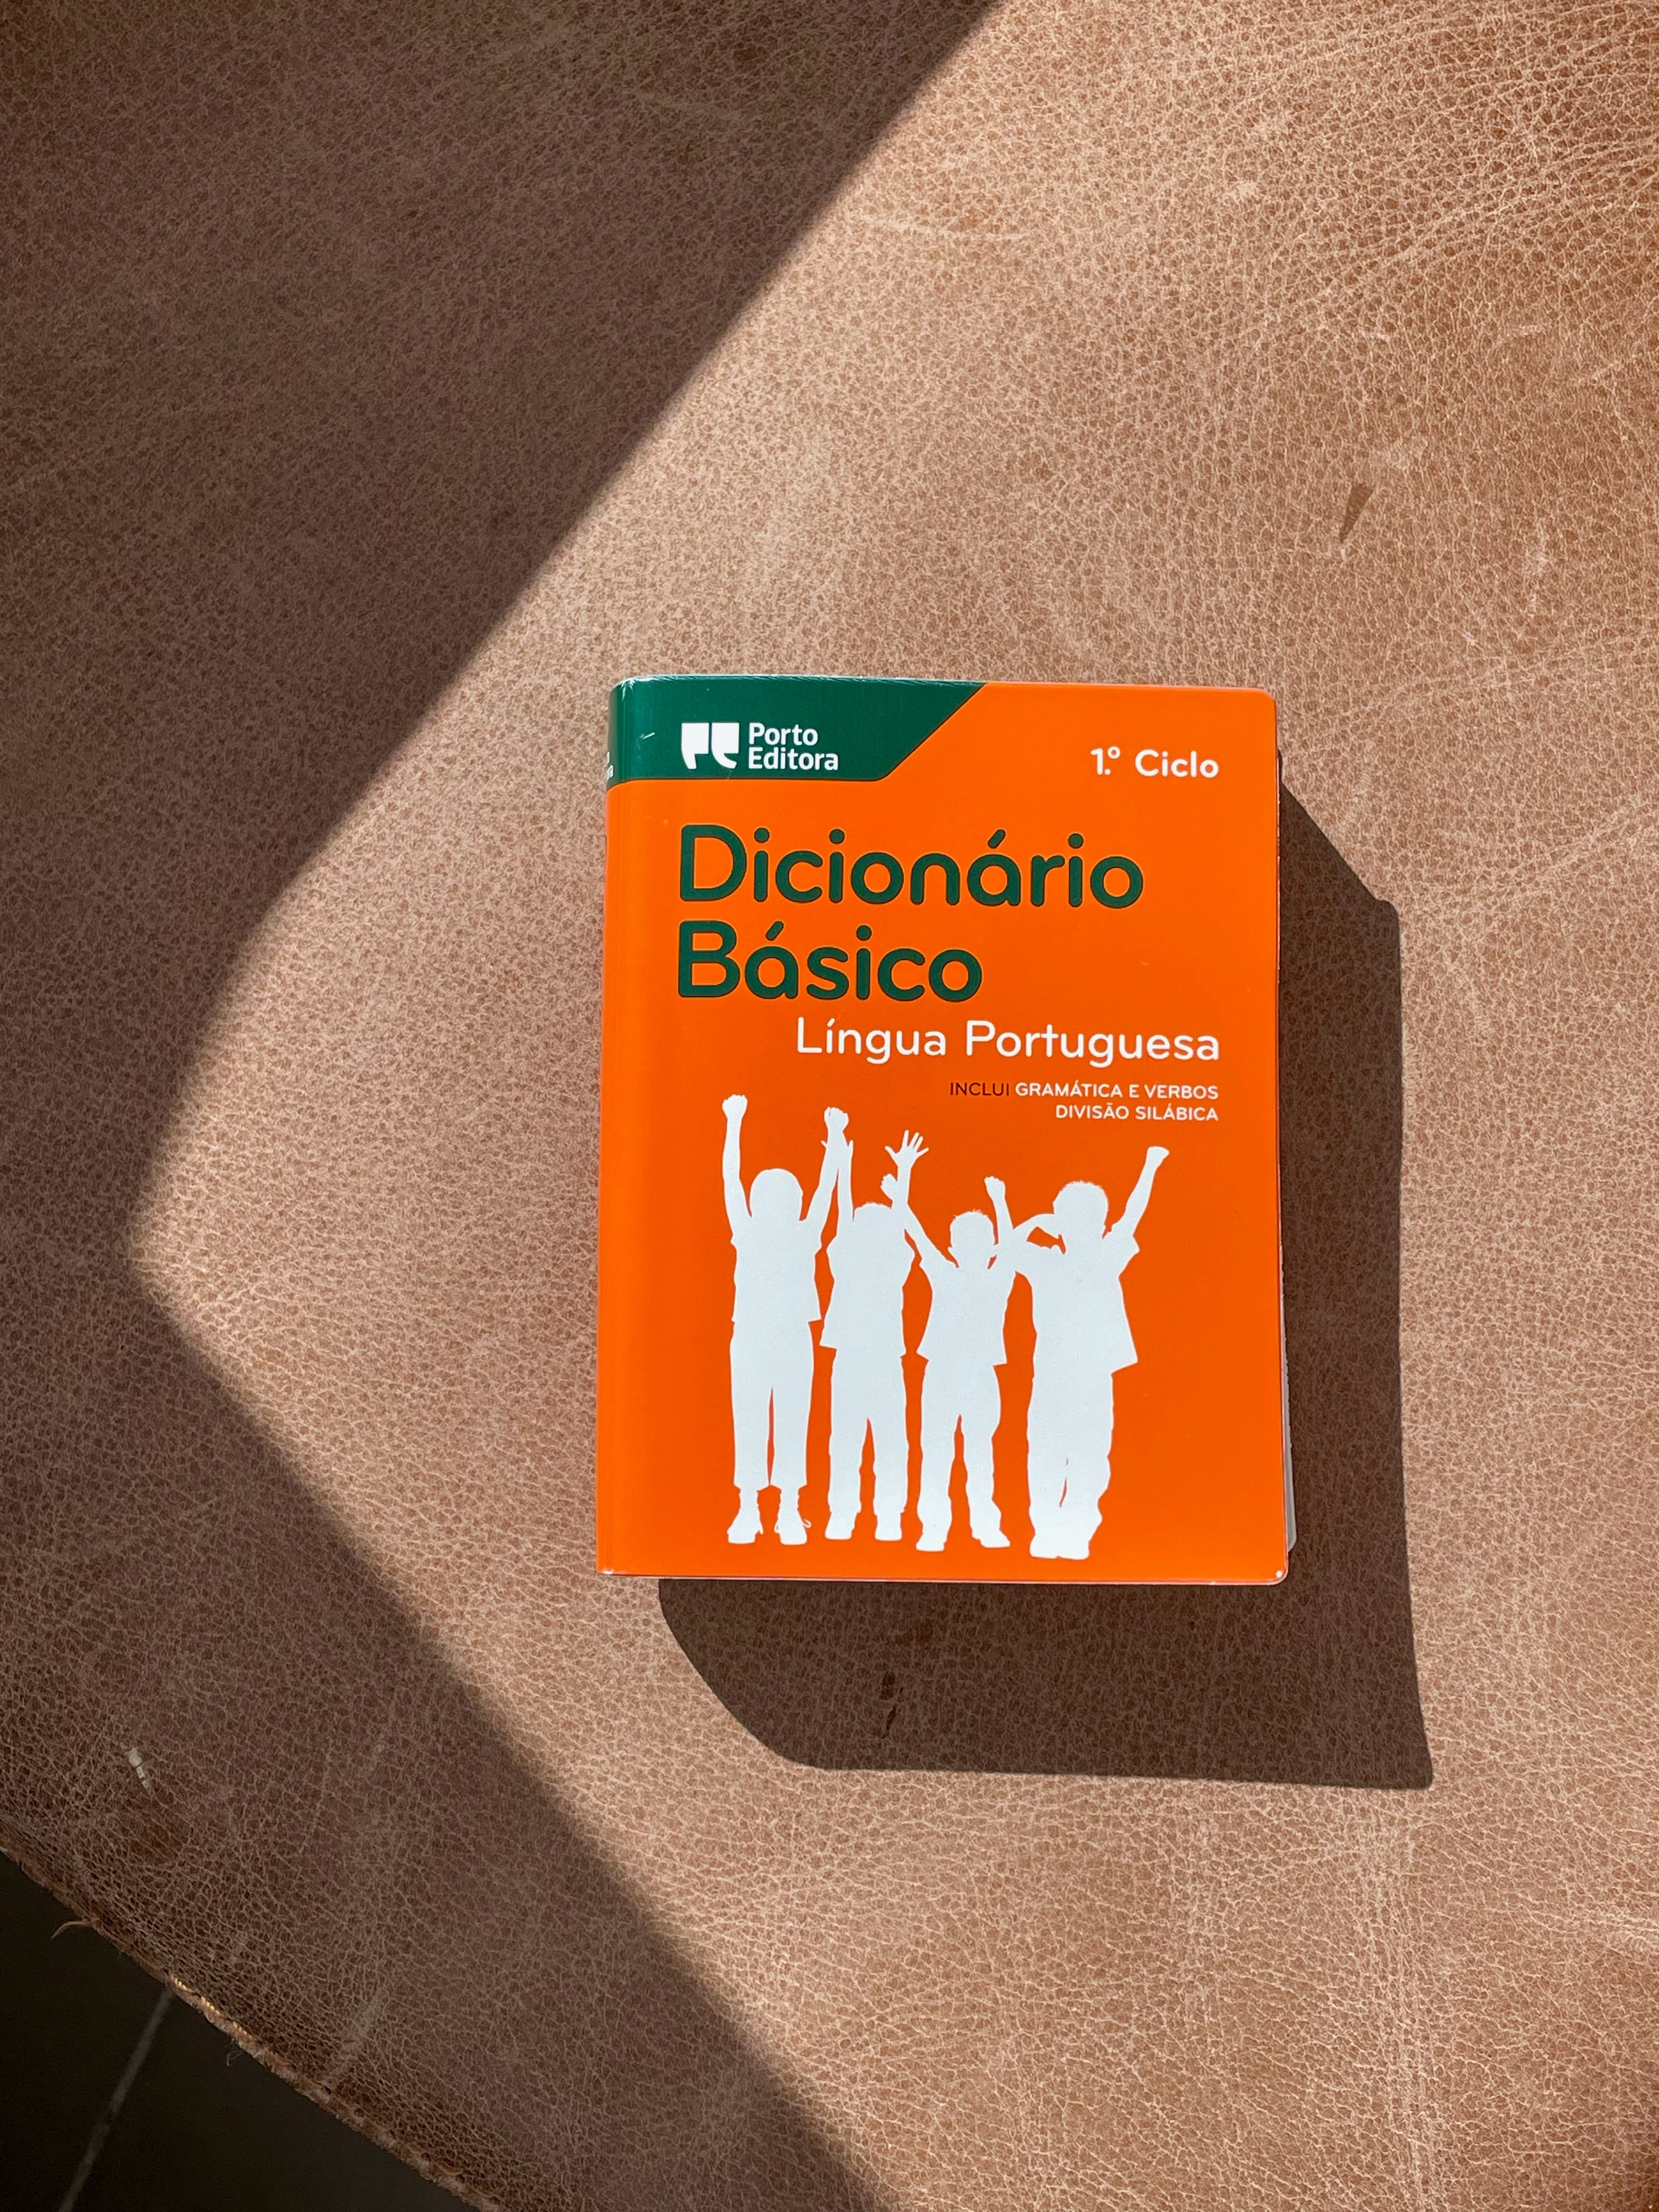 Porto
Editora
1.º Ciclo
Dicionário
Básico
Língua Portuguesa
INCLUI GRAMÁTICA E VERBOS
DIVISÃO SILÁBICA